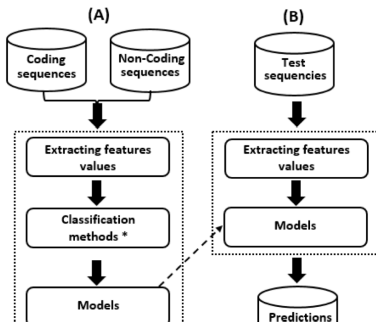 (A)
Coding
sequences
Non-Coding
sequences
Extracting features
values
Classification
methods *
Models
(B)
Test
sequencies
Extracting features
values
Models
Predictions